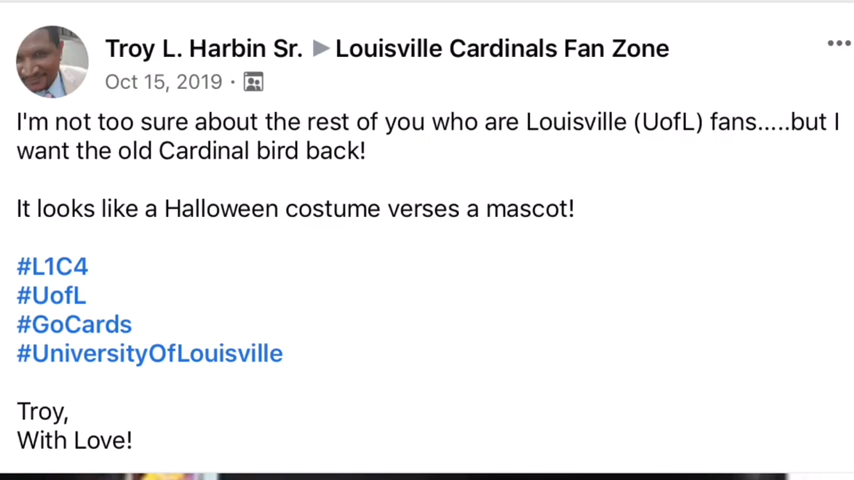 Troy L. Harbin Sr. ▶ Louisville Cardinals Fan Zone
Oct 15, 2019 ·
I'm not too sure about the rest of you who are Louisville (UofL) fans.....but I
want the old Cardinal bird back!
It looks like a Halloween costume verses a mascot!
#L1C4
#UofL
#GoCards
#UniversityOfLouisville
Troy,
With Love!